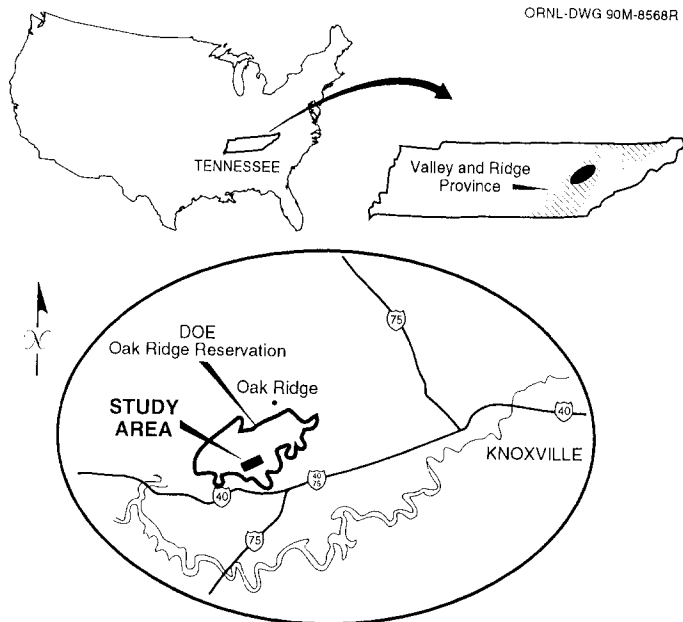 ORNL-DWG 90M-8568R
TENNESSEE
Valley and Ridge
Province
N
75
DOE
Oak Ridge Reservation
Oak Ridge
STUDY
AREA
40
KNOXVILLE
40
75
40
75